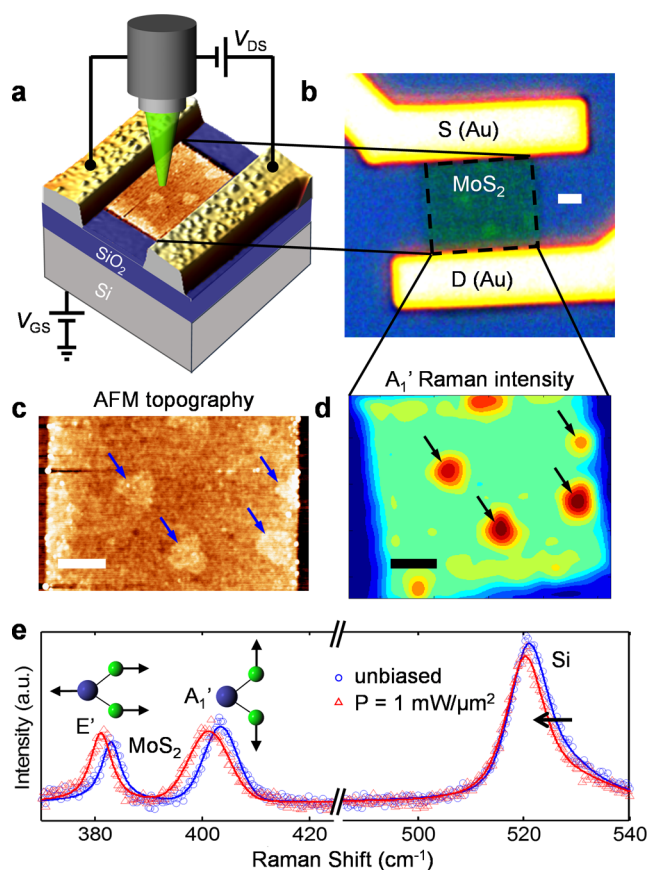 a
V_DS
SiO₂
Si
V_GS
b
S (Au)
MoS₂
D (Au)
AFM topography
c
A₁’ Raman intensity
d
e
E’
MoS₂
A₁’
Si
unbiased
P = 1 mW/µm²
Intensity (a.u.)
380
400
420
500
520
540
Raman Shift (cm⁻¹)